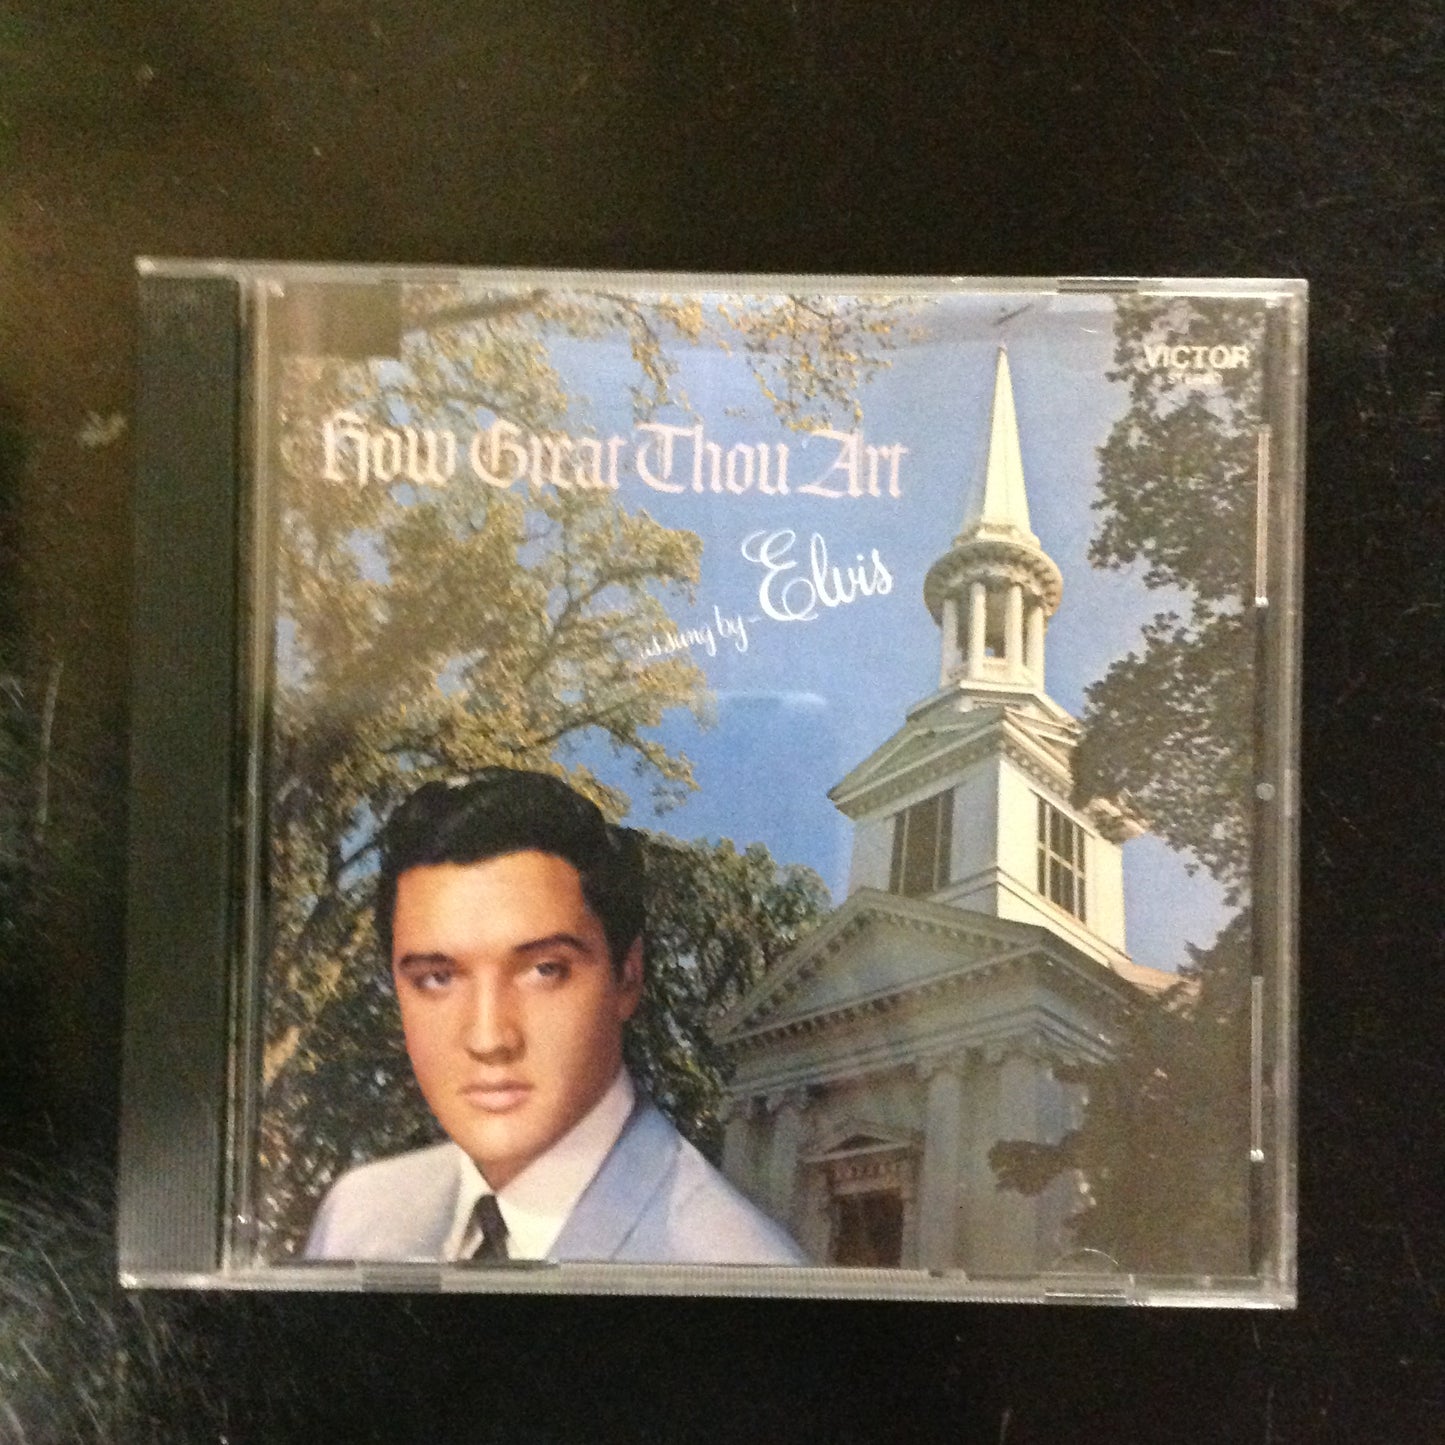 VICTOR
How Great Thou Art
as sung by - Elvis